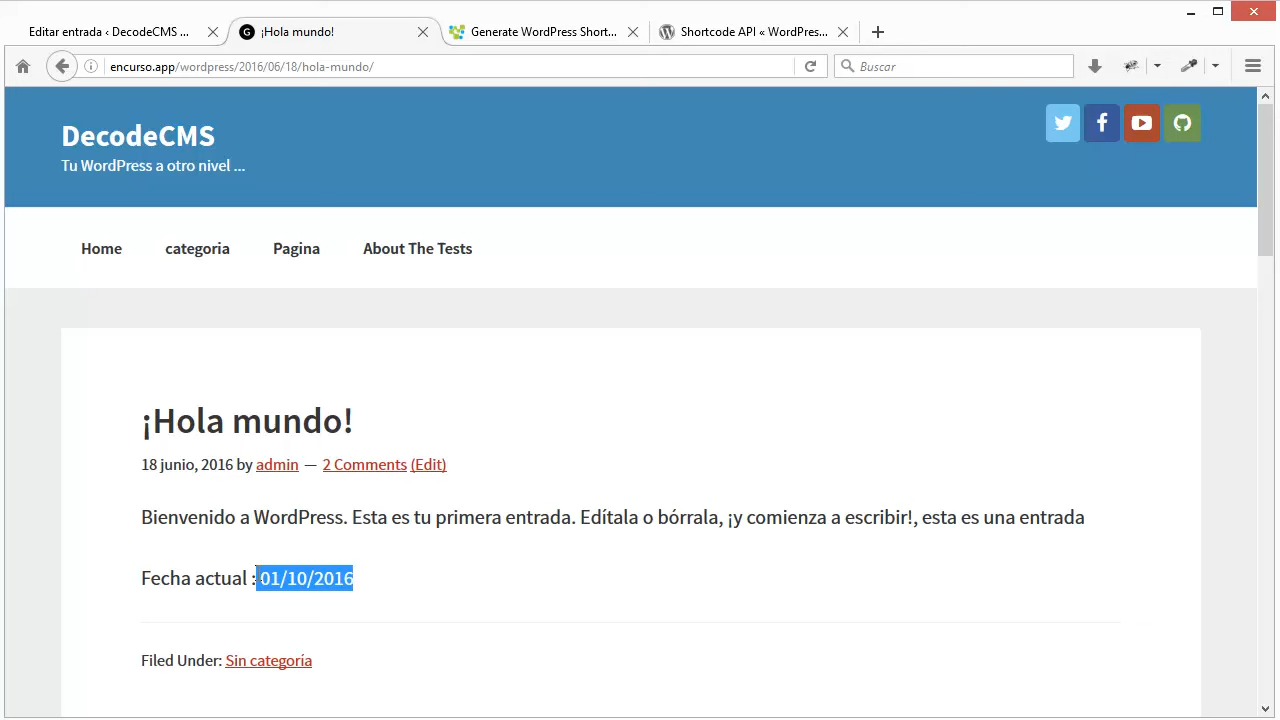 Editar entrada ‹ DecodeCMS ...
¡Hola mundo!
Generate WordPress Short...
Shortcode API « WordPress...
encurso.app/wordpress/2016/06/18/hola-mundo/
Buscar
DecodeCMS
Tu WordPress a otro nivel ...
Home categoria Pagina About The Tests
¡Hola mundo!
18 junio, 2016 by admin — 2 Comments (Edit)
Bienvenido a WordPress. Esta es tu primera entrada. Edítala o bórrala, ¡y comienza a escribir!, esta es una entrada
Fecha actual : 01/10/2016
Filed Under: Sin categoría